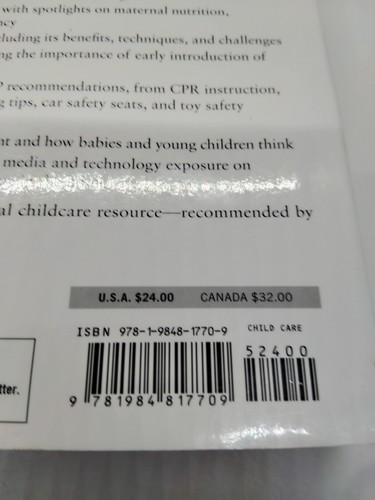 with spotlights on maternal nutrition,
luding its benefits, techniques, and challenges
ng the importance of early introduction of
P recommendations, from CPR instruction,
g tips, car safety seats, and toy safety
nt and how babies and young children think
media and technology exposure on
al childcare resource—recommended by
U.S.A. $24.00 CANADA $32.00
ISBN 978-1-9848-1770-9 CHILD CARE
52400
9 781984 817709
tter.